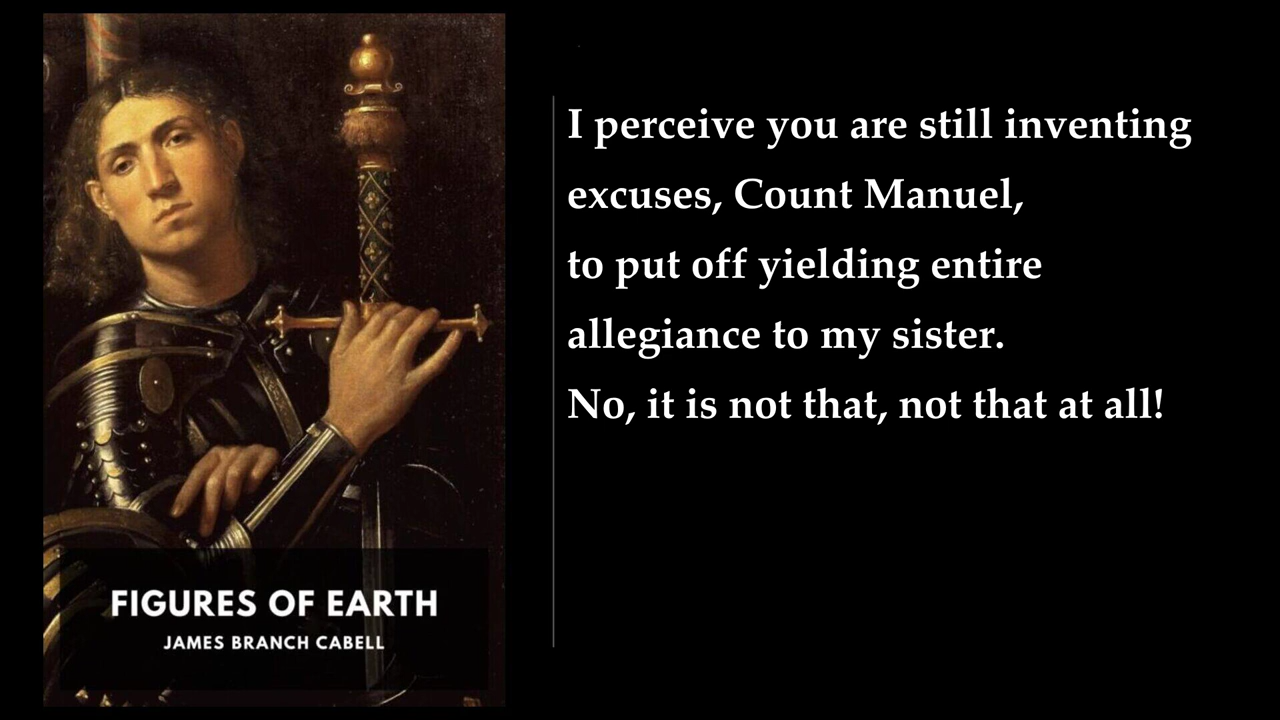 I perceive you are still inventing
excuses, Count Manuel,
to put off yielding entire
allegiance to my sister.
No, it is not that, not that at all!
FIGURES OF EARTH
JAMES BRANCH CABELL